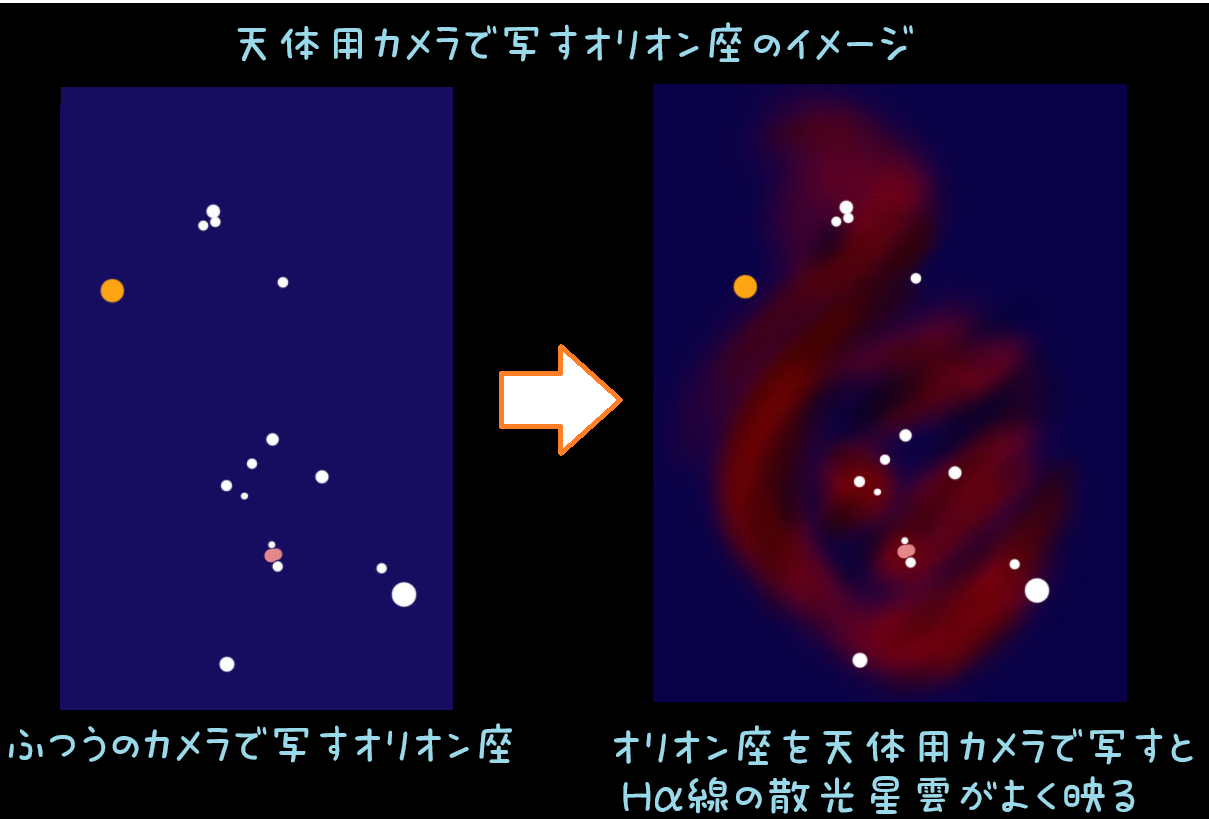 天体用カメラで写すオリオン座のイメージ
ふつうのカメラで写すオリオン座
オリオン座を天体用カメラで写すと
Hα線の散光星雲がよく映る